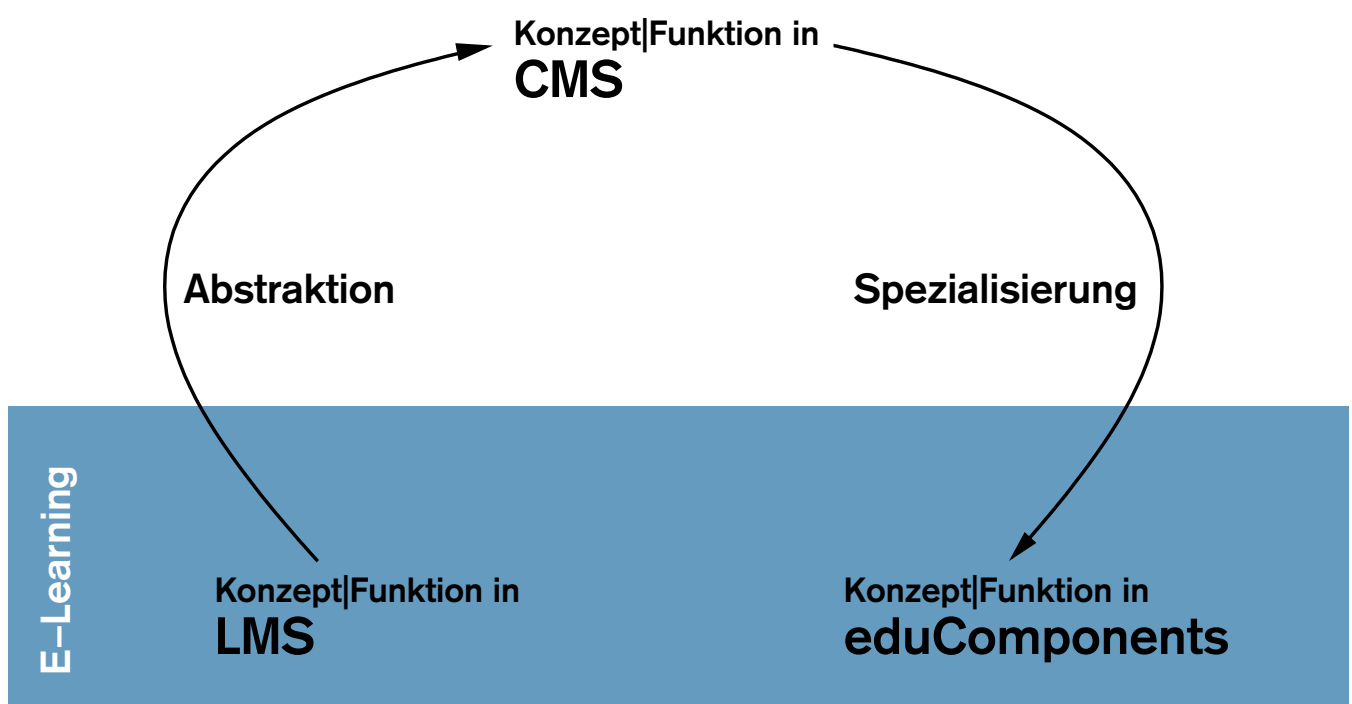 Konzept|Funktion in
CMS
Abstraktion
Spezialisierung
E–Learning
Konzept|Funktion in
LMS
Konzept|Funktion in
eduComponents